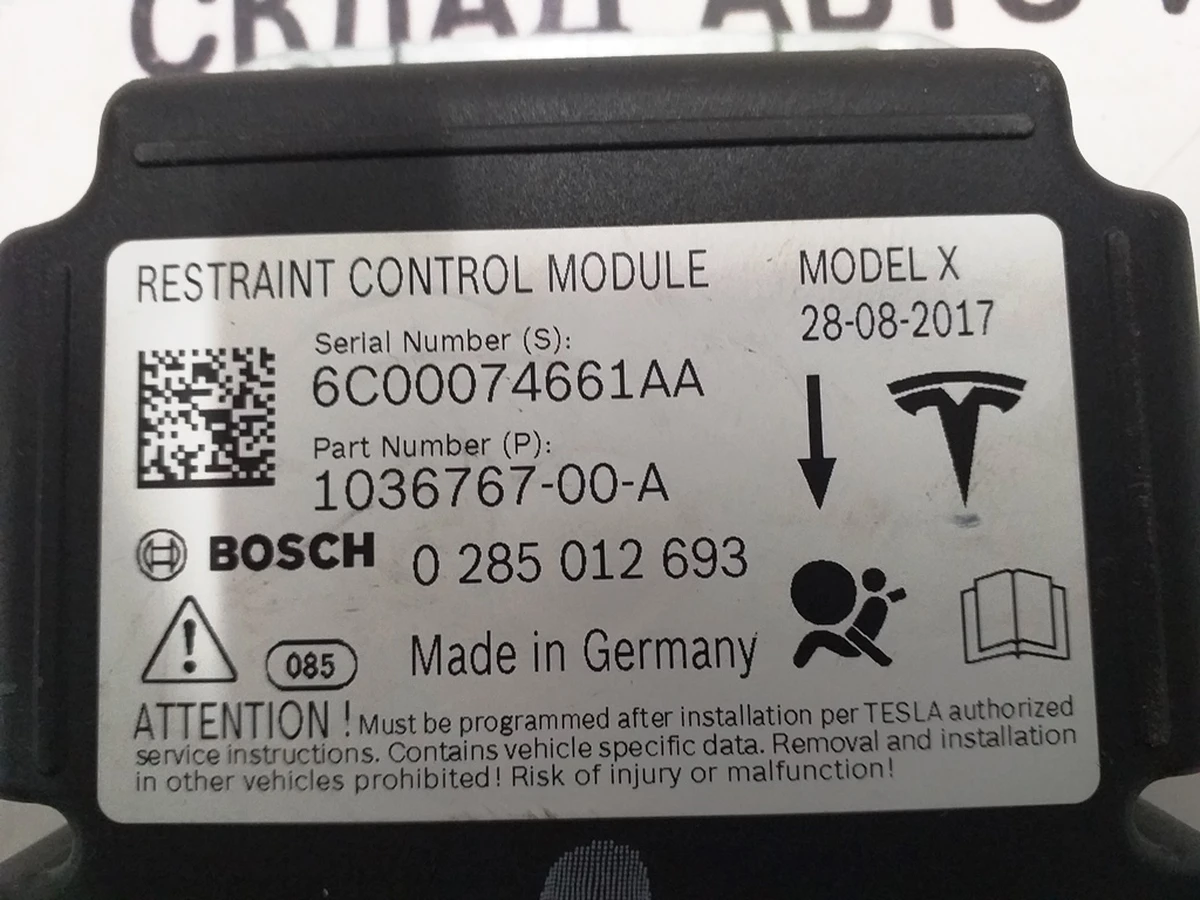 СКЛАД АВТО
RESTRAINT CONTROL MODULE
MODEL X
28-08-2017
Serial Number (S):
6C00074661AA
Part Number (P):
1036767-00-A
BOSCH 0 285 012 693
085 Made in Germany
ATTENTION ! Must be programmed after installation per TESLA authorized
service instructions. Contains vehicle specific data. Removal and installation
in other vehicles prohibited! Risk of injury or malfunction!